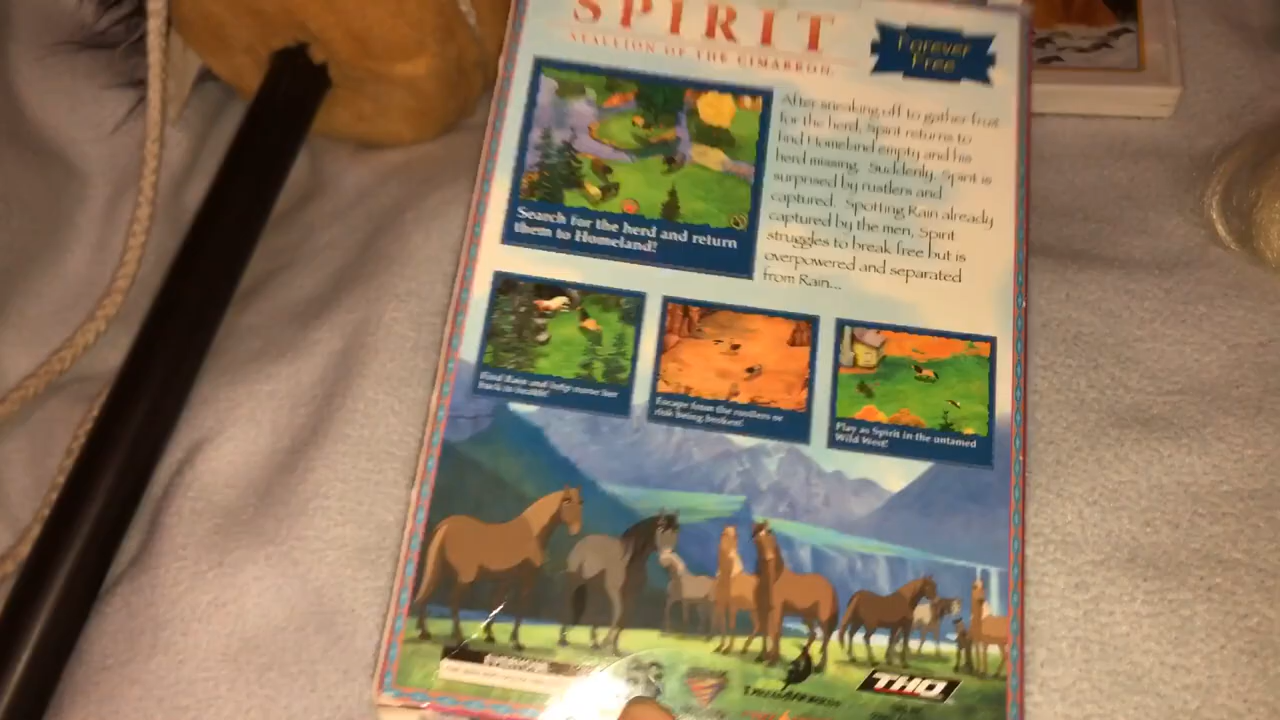 SPIRIT
STALLION OF THE CIMARRON
Forever
Free
After sneaking off to gather fruit
for the herd, Spirit returns to
find Homeland empty and his
herd missing. Suddenly, Spirit is
surprised by rustlers and
captured. Spotting Rain already
captured by the men, Spirit
struggles to break free but is
overpowered and separated
from Rain...
Search for the herd and return
them to Homeland!
Find Rain and help nurse her
back to health!
Escape from the rustlers or
risk being broken!
Play as Spirit in the untamed
Wild West!
DREAMWORKS
THQ